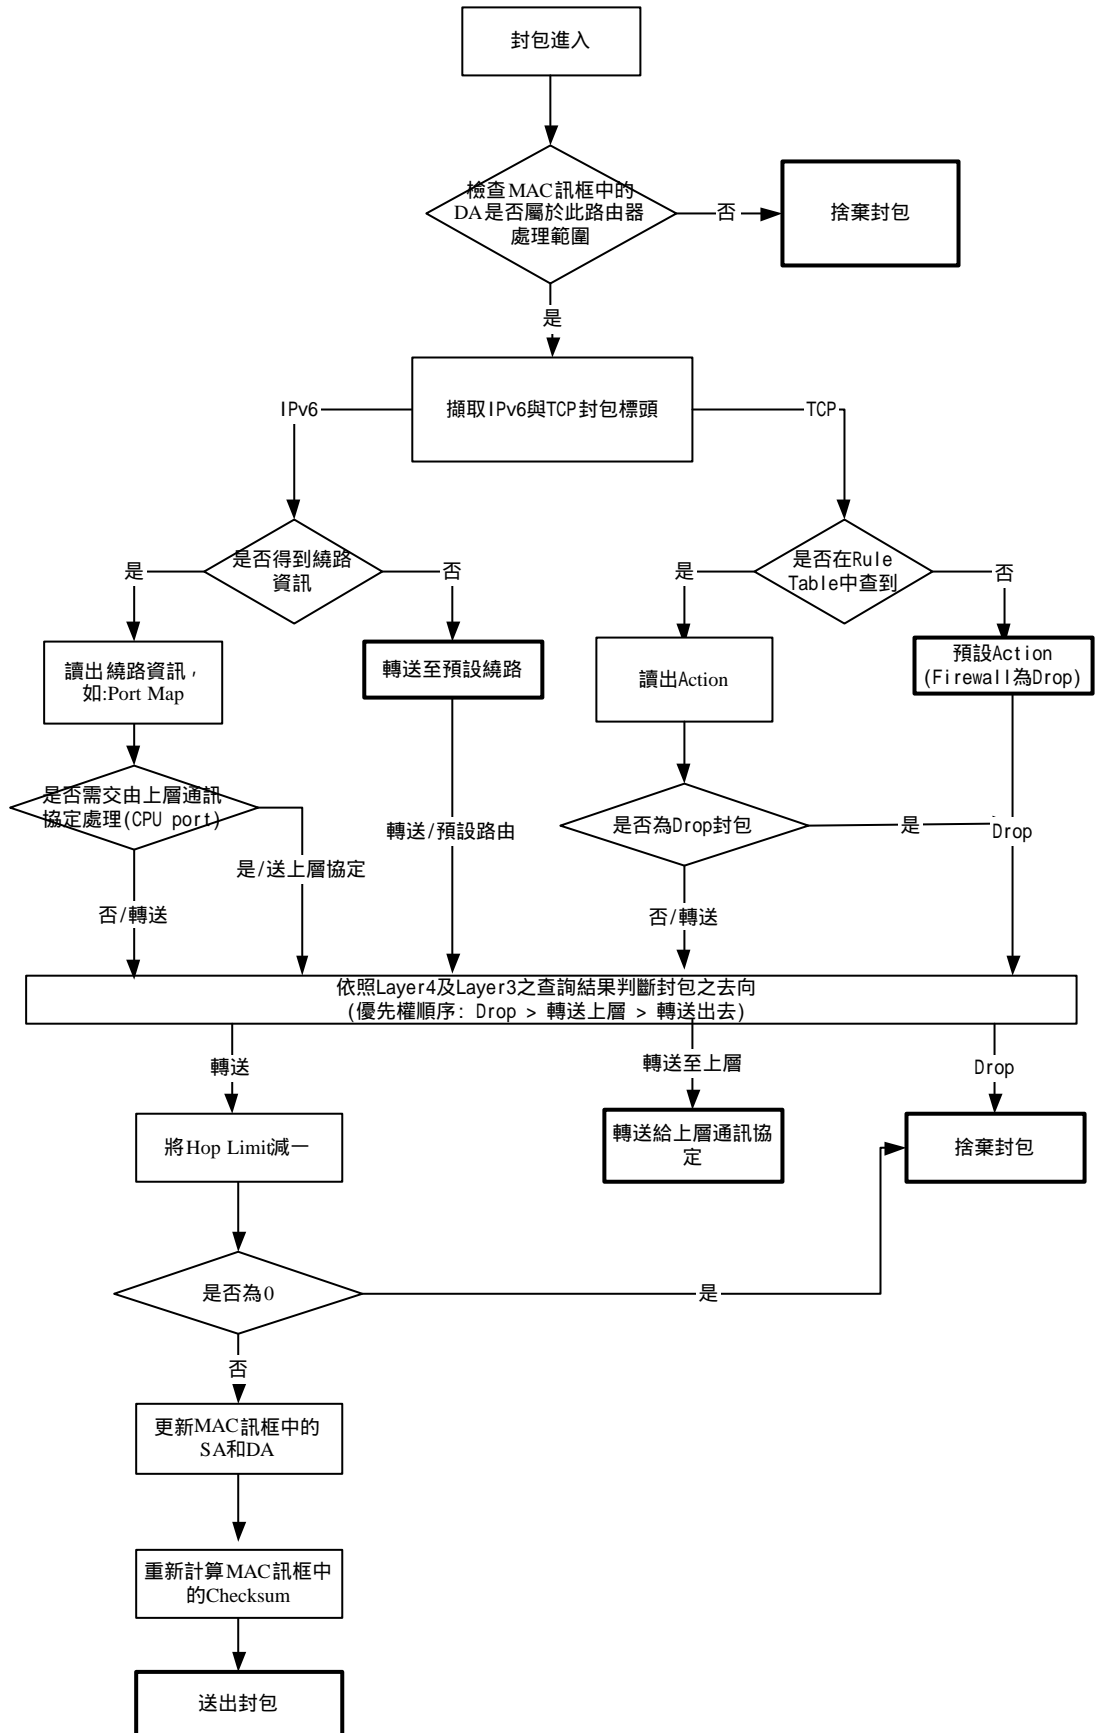 封包進入
檢查MAC訊框中的
DA是否屬於此路由器
處理範圍
否
捨棄封包
是
擷取IPv6與TCP封包標頭
IPv6
TCP
是否得到繞路
資訊
是
否
是否在Rule
Table中查到
是
否
讀出繞路資訊,
如:Port Map
轉送至預設繞路
讀出Action
預設Action
(Firewall為Drop)
是否需交由上層通訊
協定處理(CPU port)
是否為Drop封包
是
Drop
轉送/預設路由
是/送上層協定
否/轉送
否/轉送
依照Layer4及Layer3之查詢結果判斷封包之去向
(優先權順序: Drop > 轉送上層 > 轉送出去)
轉送
轉送至上層
Drop
將Hop Limit減一
轉送給上層通訊協
定
捨棄封包
是否為0
是
否
更新MAC訊框中的
SA和DA
重新計算MAC訊框中
的Checksum
送出封包